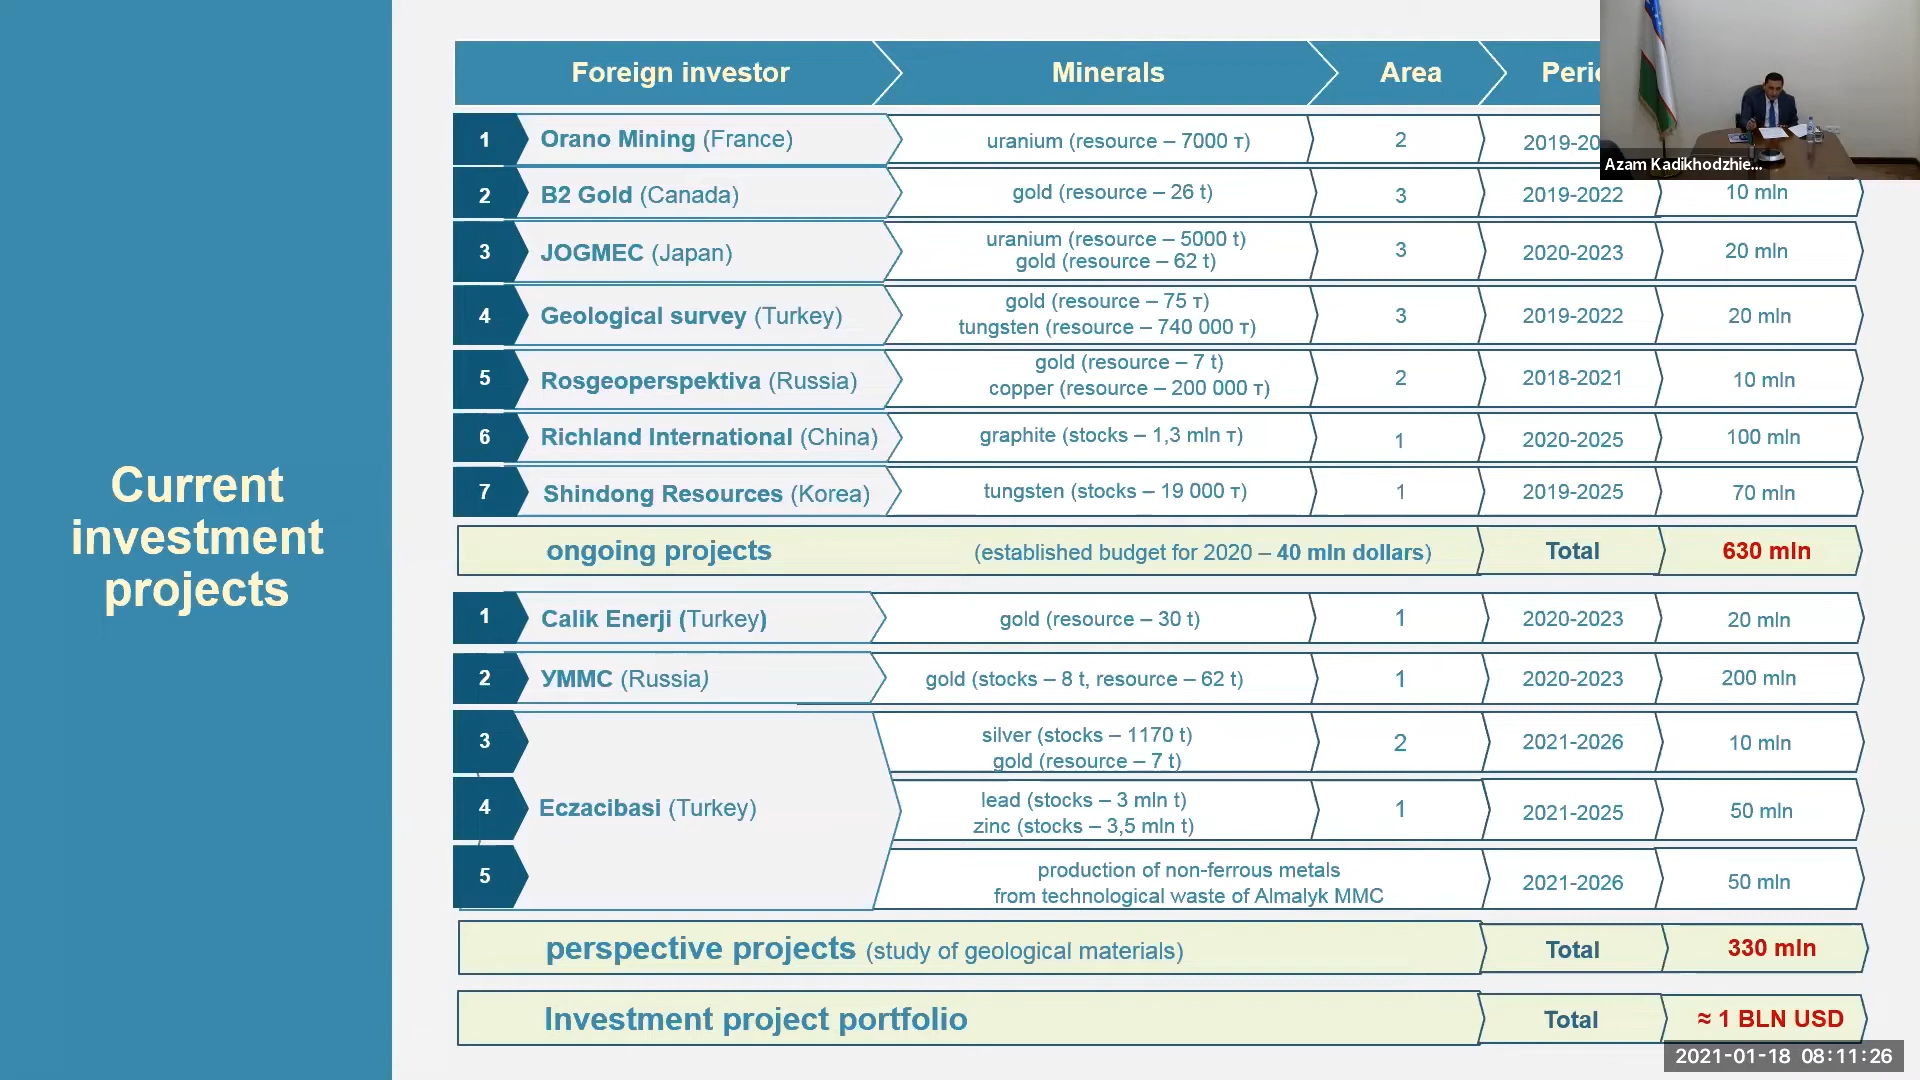 Current
investment
projects
Foreign investor Minerals Area
1 Orano Mining (France) uranium (resource – 7000 т) 2
2 B2 Gold (Canada) gold (resource – 26 t) 3 2019-2022 10 mln
3 JOGMEC (Japan) uranium (resource – 5000 t) 3 2020-2023 20 mln
gold (resource – 62 t)
4 Geological survey (Turkey) gold (resource – 75 т) 3 2019-2022 20 mln
tungsten (resource – 740 000 т)
5 Rosgeoperspektiva (Russia) gold (resource – 7 t) 2 2018-2021 10 mln
copper (resource – 200 000 т)
6 Richland International (China) graphite (stocks – 1,3 mln т) 1 2020-2025 100 mln
7 Shindong Resources (Korea) tungsten (stocks – 19 000 т) 1 2019-2025 70 mln
ongoing projects (established budget for 2020 – 40 mln dollars) Total 630 mln
1 Calik Enerji (Turkey) gold (resource – 30 t) 1 2020-2023 20 mln
2 УММС (Russia) gold (stocks – 8 t, resource – 62 t) 1 2020-2023 200 mln
3 silver (stocks – 1170 t) 2 2021-2026 10 mln
gold (resource – 7 t)
4 Eczacibasi (Turkey) lead (stocks – 3 mln t) 1 2021-2025 50 mln
zinc (stocks – 3,5 mln t)
5 production of non-ferrous metals 2021-2026 50 mln
from technological waste of Almalyk MMC
perspective projects (study of geological materials) Total 330 mln
Investment project portfolio Total ≈ 1 BLN USD
Azam Kadikhodzhie...
2021-01-18 08:11:26